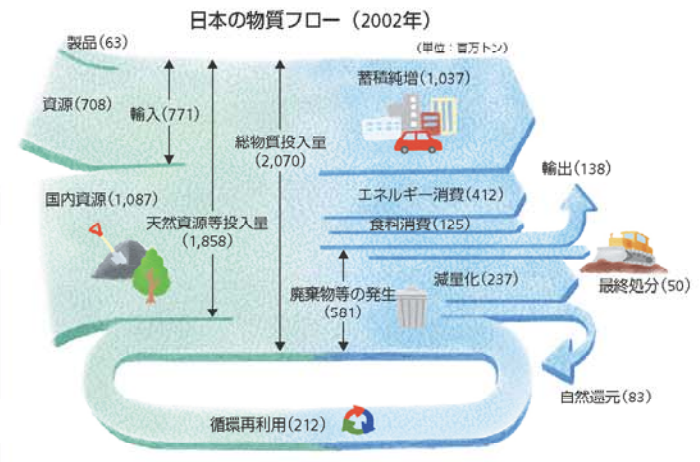 日本の物質フロー（2002年）
（単位：百万トン）
製品(63)
資源(708)
輸入(771)
国内資源(1,087)
天然資源等投入量
(1,858)
総物質投入量
(2,070)
蓄積純増(1,037)
エネルギー消費(412)
食料消費(125)
輸出(138)
廃棄物等の発生
(581)
減量化(237)
最終処分(50)
自然還元(83)
循環再利用(212)